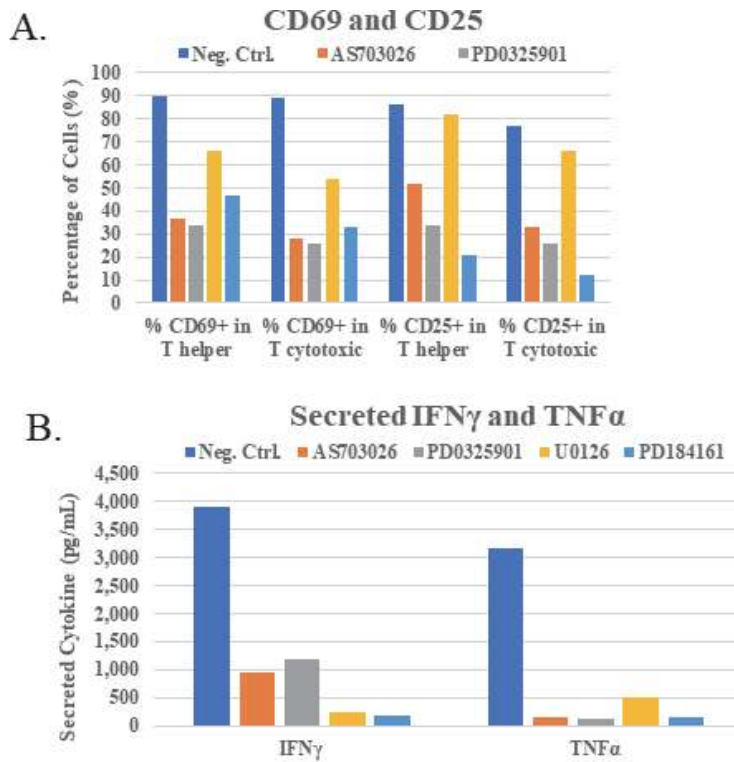 A.
CD69 and CD25
Neg. Ctrl. AS703026 PD0325901
Percentage of Cells (%)
100
90
80
70
60
50
40
30
20
10
0
% CD69+ in % CD69+ in % CD25+ in % CD25+ in
T helper T cytotoxic T helper T cytotoxic
B.
Secreted IFNγ and TNFα
Neg. Ctrl. AS703026 PD0325901 U0126 PD184161
Secreted Cytokine (pg/mL)
4,500
4,000
3,500
3,000
2,500
2,000
1,500
1,000
500
0
IFNγ TNFα